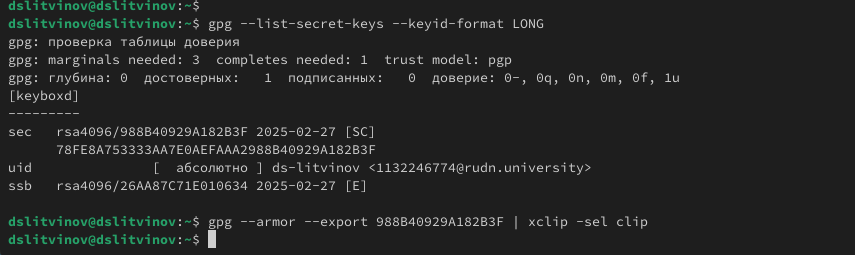 dslitvinov@dslitvinov:~$
dslitvinov@dslitvinov:~$ gpg --list-secret-keys --keyid-format LONG
gpg: проверка таблицы доверия
gpg: marginals needed: 3  completes needed: 1  trust model: pgp
gpg: глубина: 0  достоверных:   1  подписанных:   0  доверие: 0-, 0q, 0n, 0m, 0f, 1u
[keyboxd]
---------
sec   rsa4096/988B40929A182B3F 2025-02-27 [SC]
      78FE8A753333AA7E0AEFAAA2988B40929A182B3F
uid                 [  абсолютно ] ds-litvinov <1132246774@rudn.university>
ssb   rsa4096/26AA87C71E010634 2025-02-27 [E]
dslitvinov@dslitvinov:~$ gpg --armor --export 988B40929A182B3F | xclip -sel clip
dslitvinov@dslitvinov:~$